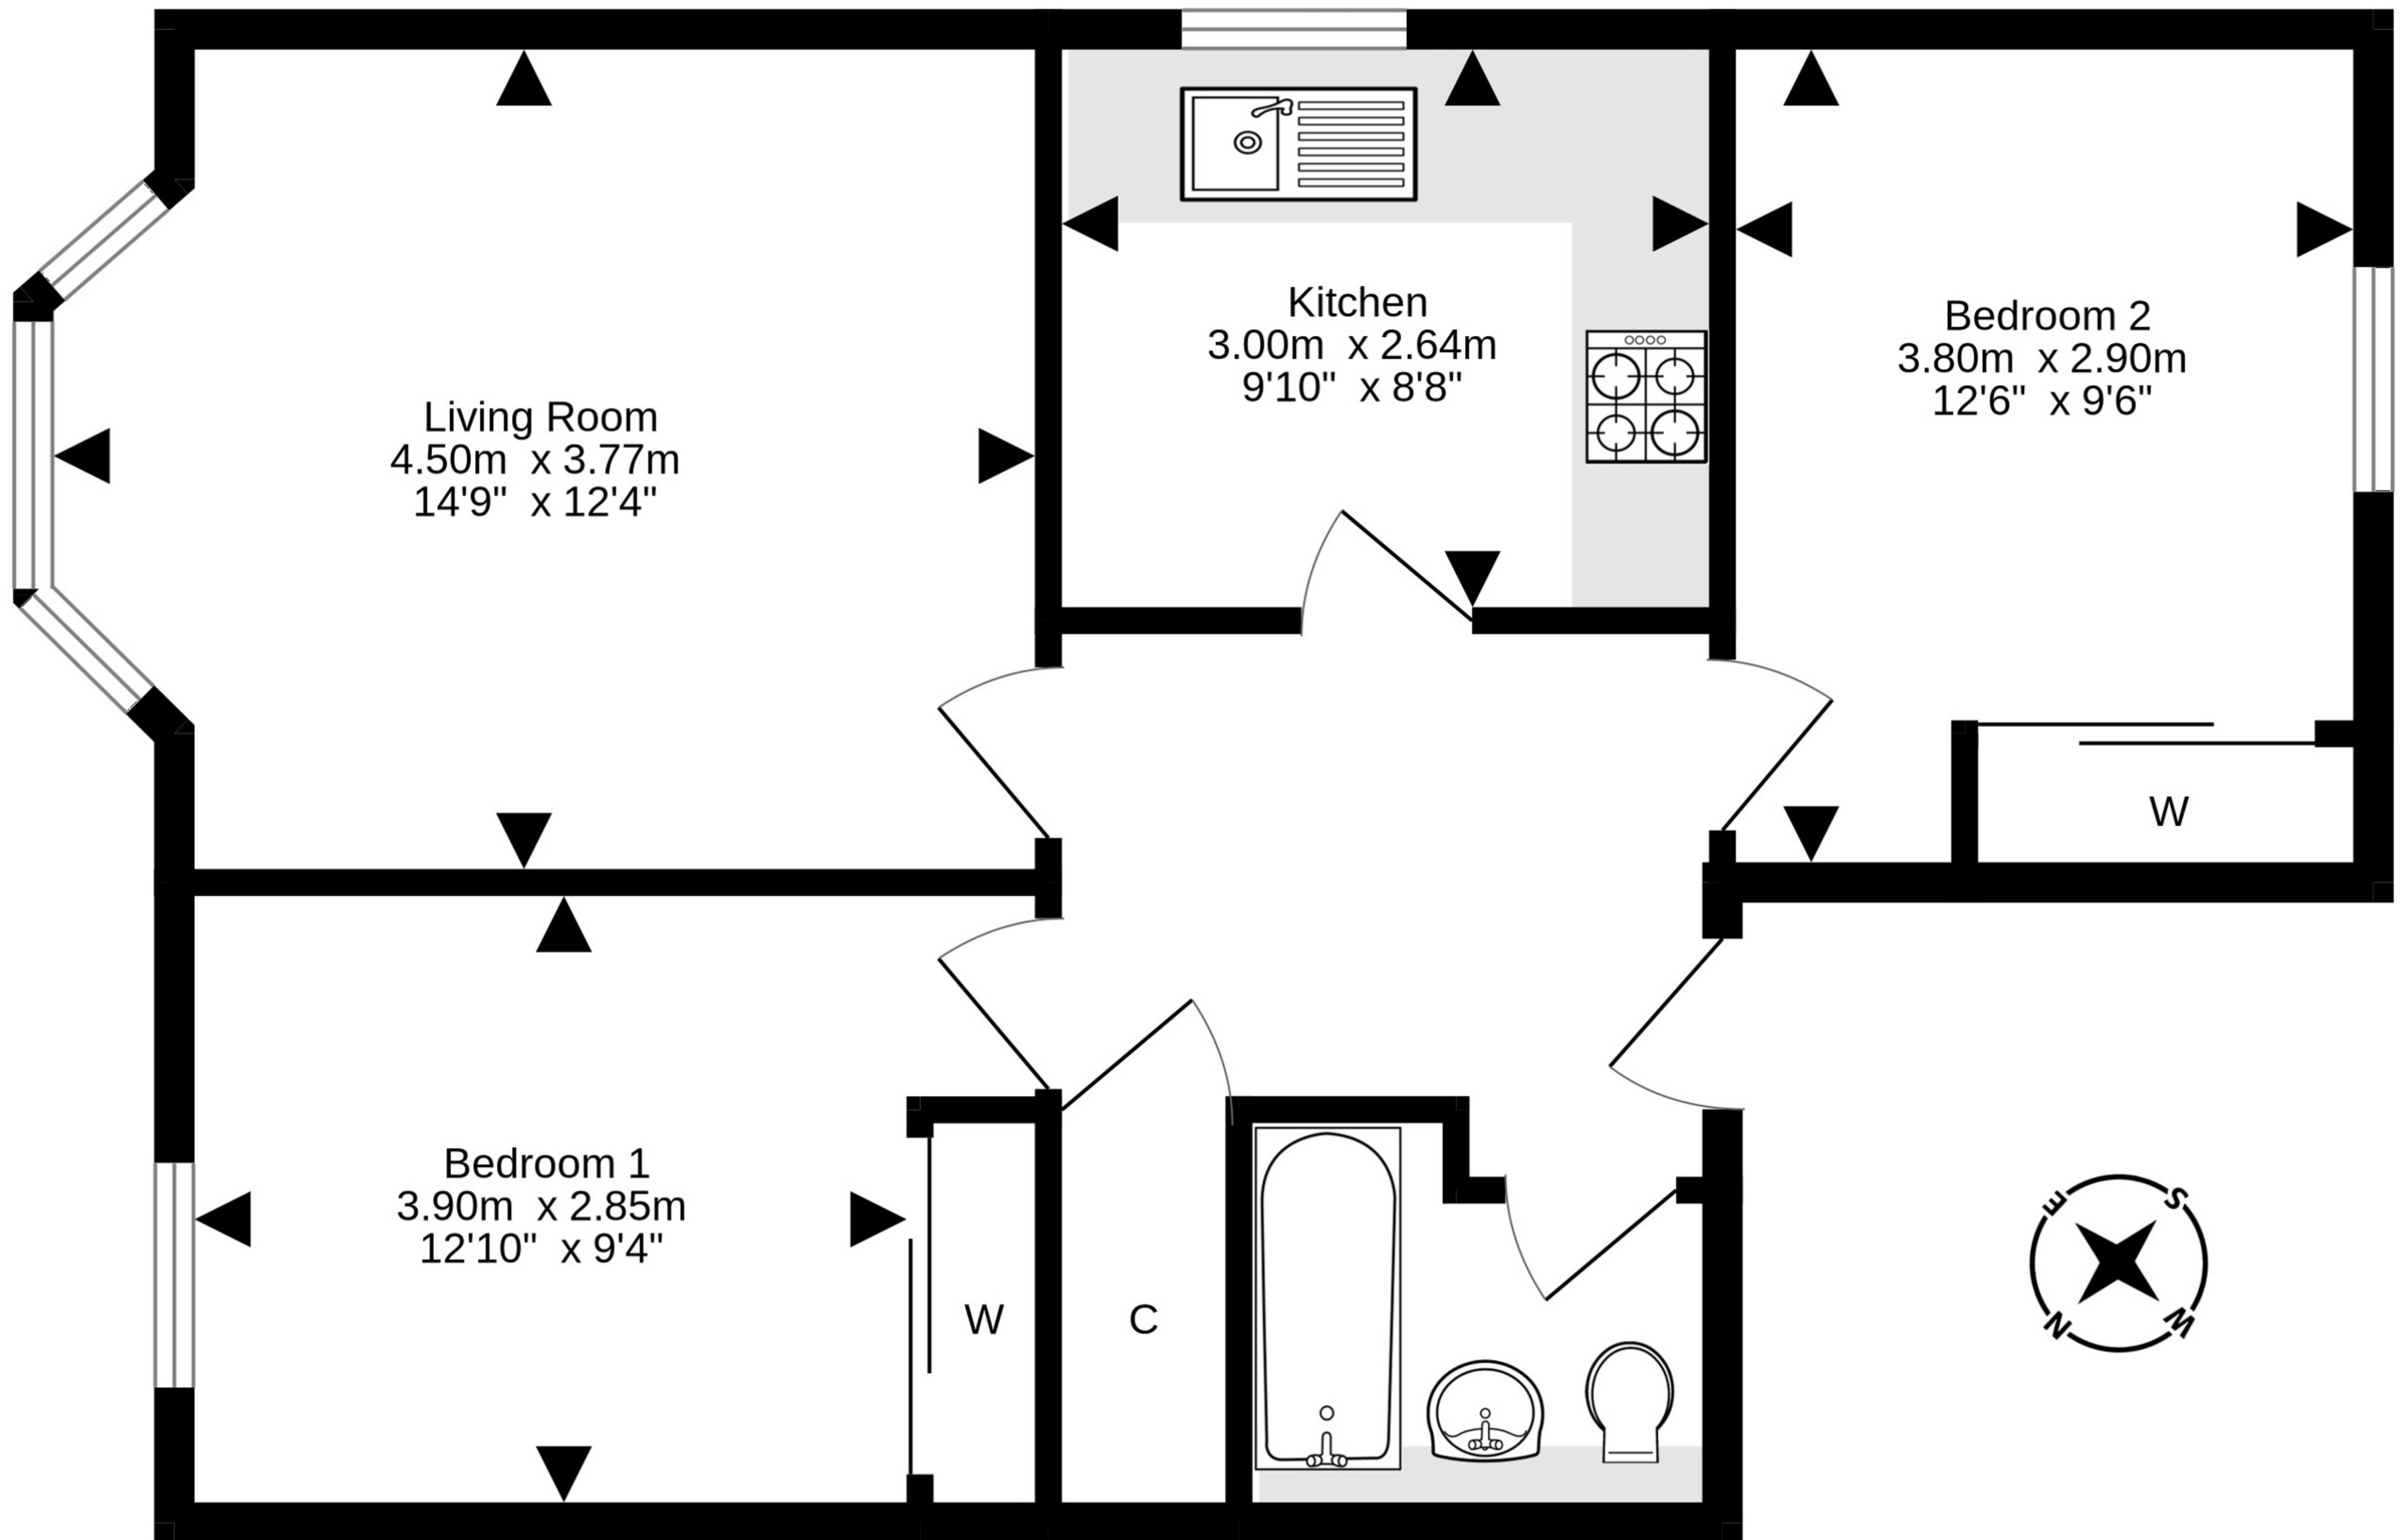 Kitchen
3.00m x 2.64m
9'10" x 8'8"
Bedroom 2
3.80m x 2.90m
12'6" x 9'6"
Living Room
4.50m x 3.77m
14'9" x 12'4"
W
Bedroom 1
3.90m x 2.85m
12'10" x 9'4"
W
C
E
S
N
W